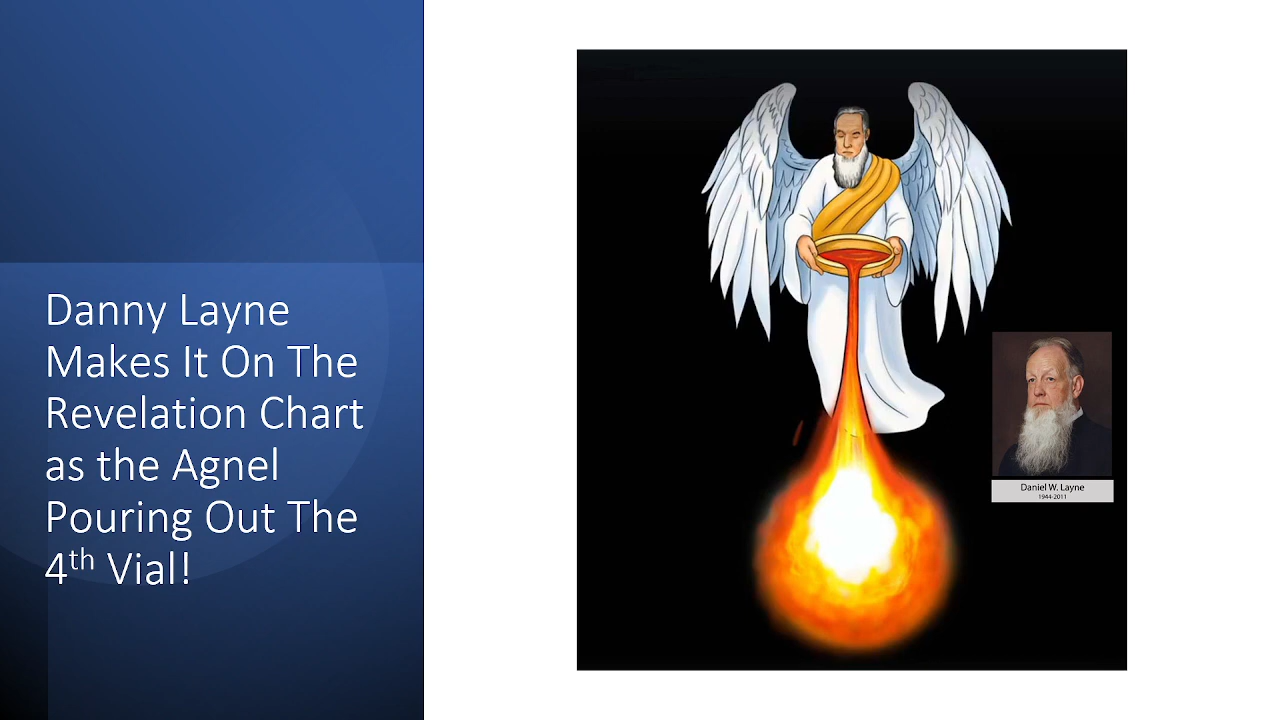 Danny Layne
Makes It On The
Revelation Chart
as the Agnel
Pouring Out The
4th Vial!
Daniel W. Layne
1944-2011